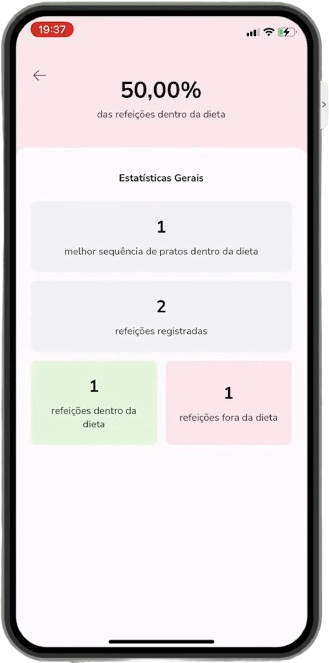 19:37
50,00%
das refeições dentro da dieta
Estatísticas Gerais
1
melhor sequência de pratos dentro da dieta
2
refeições registradas
1
refeições dentro da
dieta
1
refeições fora da dieta